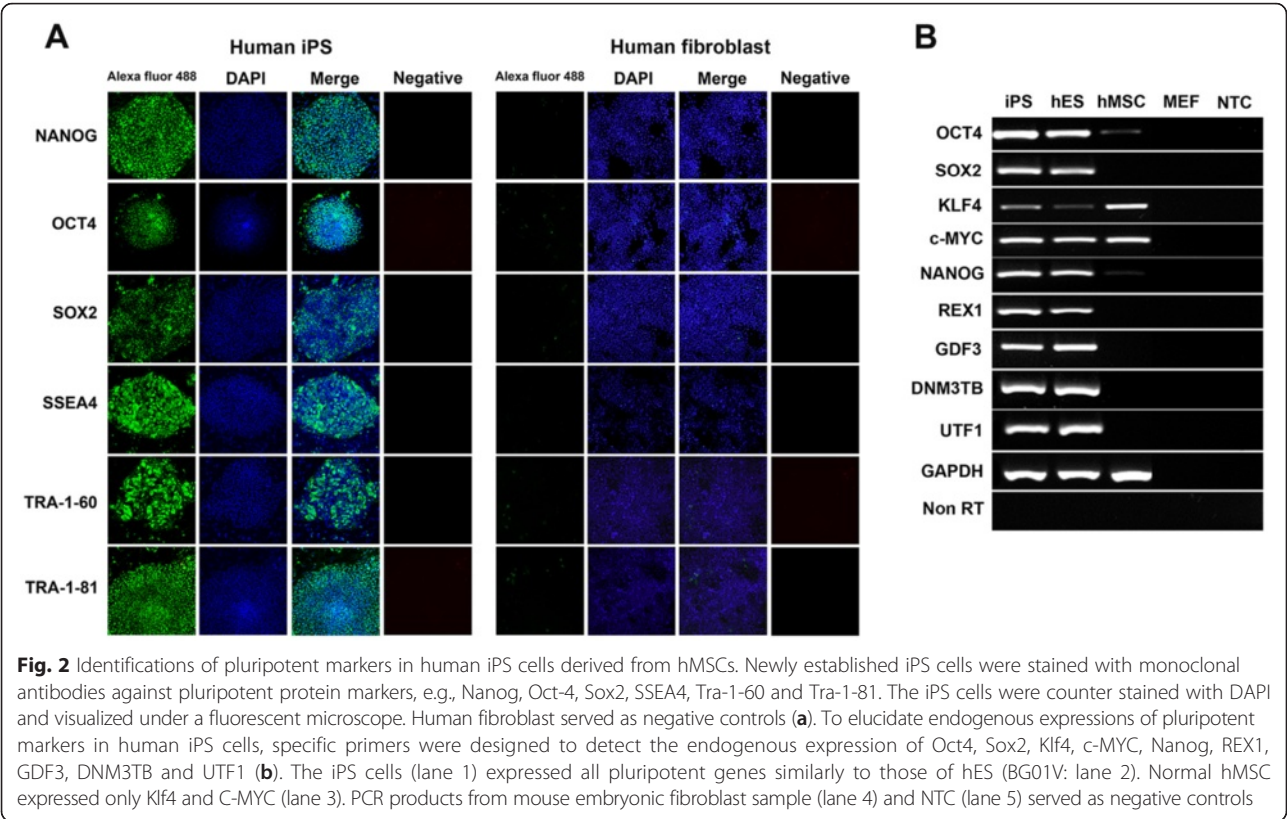 A
B
Human iPS
Human fibroblast
Alexa fluor 488 DAPI Merge Negative
Alexa fluor 488 DAPI Merge Negative
NANOG
OCT4
SOX2
SSEA4
TRA-1-60
TRA-1-81
iPS hES hMSC MEF NTC
OCT4
SOX2
KLF4
c-MYC
NANOG
REX1
GDF3
DNM3TB
UTF1
GAPDH
Non RT
Fig. 2 Identifications of pluripotent markers in human iPS cells derived from hMSCs. Newly established iPS cells were stained with monoclonal
antibodies against pluripotent protein markers, e.g., Nanog, Oct-4, Sox2, SSEA4, Tra-1-60 and Tra-1-81. The iPS cells were counter stained with DAPI
and visualized under a fluorescent microscope. Human fibroblast served as negative controls (a). To elucidate endogenous expressions of pluripotent
markers in human iPS cells, specific primers were designed to detect the endogenous expression of Oct4, Sox2, Klf4, c-MYC, Nanog, REX1,
GDF3, DNM3TB and UTF1 (b). The iPS cells (lane 1) expressed all pluripotent genes similarly to those of hES (BG01V: lane 2). Normal hMSC
expressed only Klf4 and C-MYC (lane 3). PCR products from mouse embryonic fibroblast sample (lane 4) and NTC (lane 5) served as negative controls